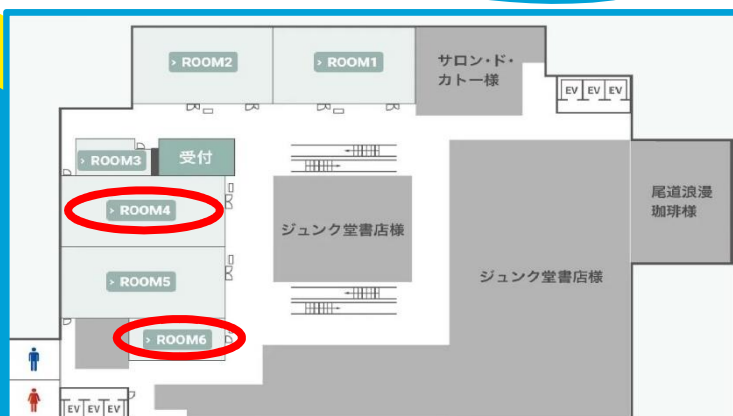 > ROOM2
> ROOM1
サロン・ド・
カトー様
EV EV EV
> ROOM3
受付
> ROOM4
ジュンク堂書店様
尾道浪漫
珈琲様
> ROOM5
ジュンク堂書店様
> ROOM6
EV EV EV